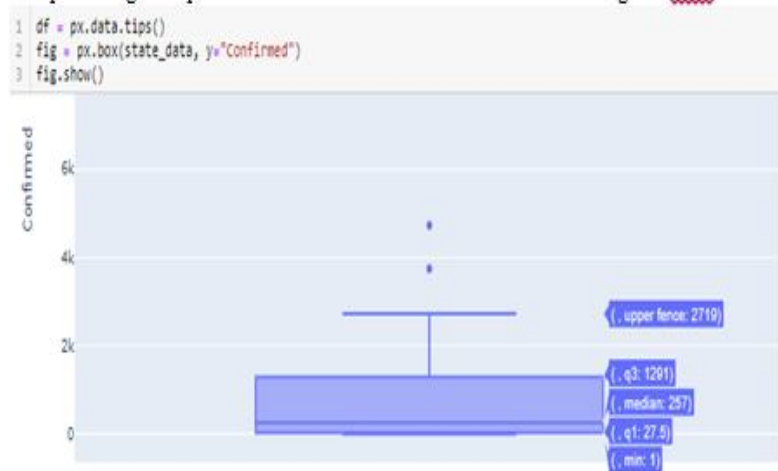 1 df = px.data.tips()
2 fig = px.box(state_data, y="Confirmed")
3 fig.show()
Confirmed
6k
4k
2k
0
(, upper fence: 2719)
(, q3: 1291)
(, median: 257)
(, q1: 27.5)
(, min: 1)